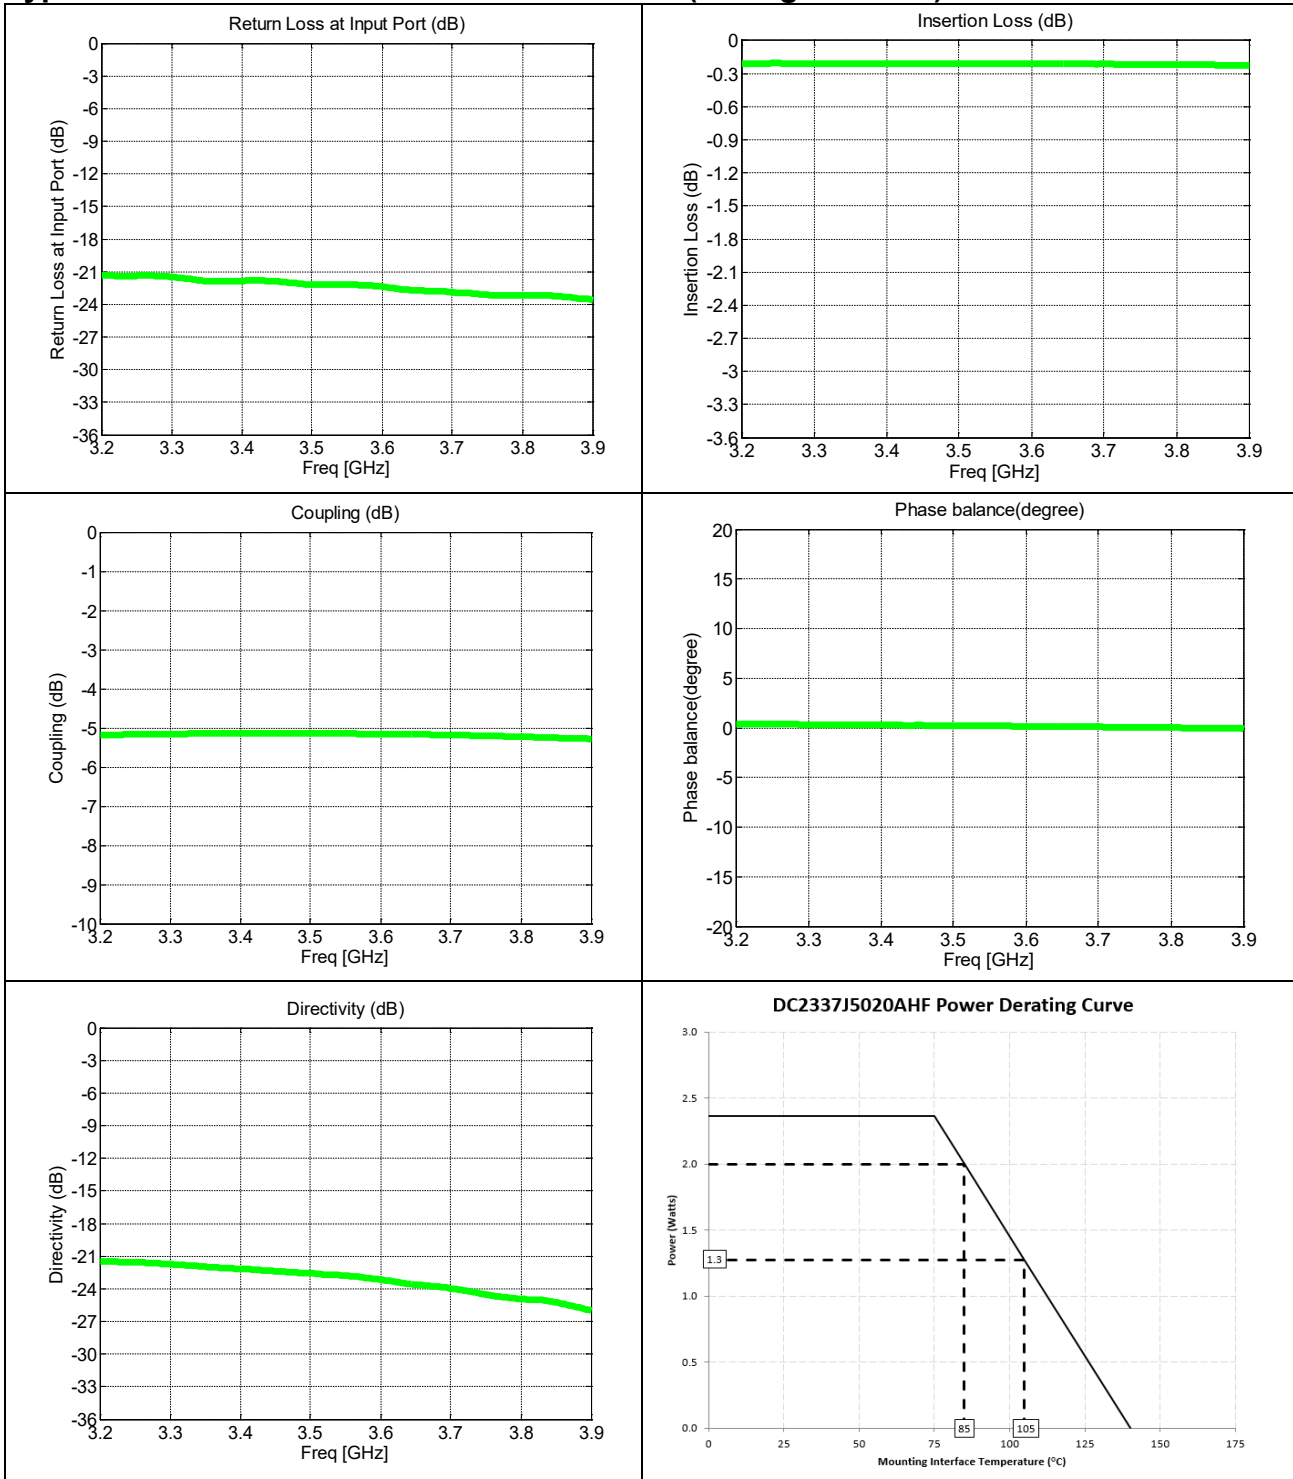 Return Loss at Input Port (dB)
0
-3
-6
-9
-12
-15
-18
-21
-24
-27
-30
-33
-36
Return Loss at Input Port (dB)
3.2 3.3 3.4 3.5 3.6 3.7 3.8 3.9
Freq [GHz]
Insertion Loss (dB)
0
-0.3
-0.6
-0.9
-1.2
-1.5
-1.8
-2.1
-2.4
-2.7
-3
-3.3
-3.6
Insertion Loss (dB)
3.2 3.3 3.4 3.5 3.6 3.7 3.8 3.9
Freq [GHz]
Coupling (dB)
0
-1
-2
-3
-4
-5
-6
-7
-8
-9
-10
Coupling (dB)
3.2 3.3 3.4 3.5 3.6 3.7 3.8 3.9
Freq [GHz]
Phase balance(degree)
20
15
10
5
0
-5
-10
-15
-20
Phase balance(degree)
3.2 3.3 3.4 3.5 3.6 3.7 3.8 3.9
Freq [GHz]
Directivity (dB)
0
-3
-6
-9
-12
-15
-18
-21
-24
-27
-30
-33
-36
Directivity (dB)
3.2 3.3 3.4 3.5 3.6 3.7 3.8 3.9
Freq [GHz]
DC2337J5020AHF Power Derating Curve
3.0
2.5
2.0
1.5
1.3
1.0
0.5
0.0
Power (Watts)
85 105
0 25 50 75 100 125 150 175
Mounting Interface Temperature (°C)